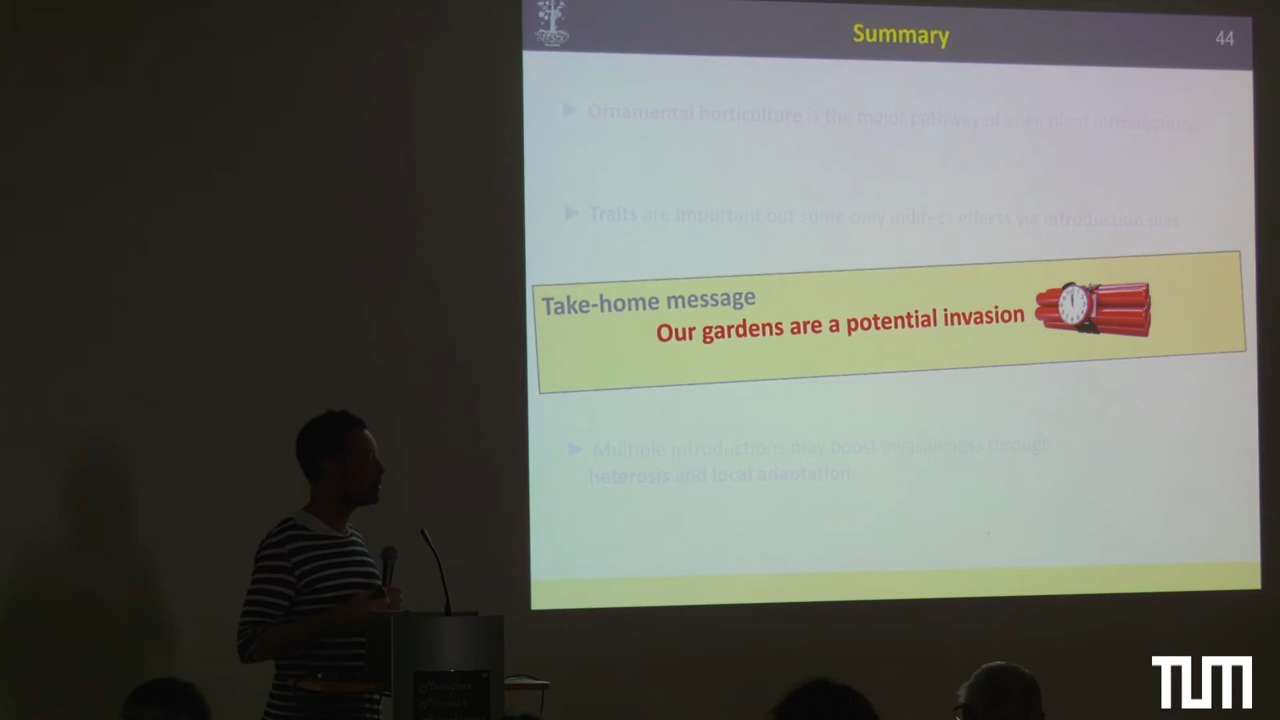 Summary
44
Ornamental horticulture is the major pathway of alien plant introductions
Traits are important but some only indirect effects via introduction bias
Take-home message
Our gardens are a potential invasion
Multiple introductions may boost invasiveness through
heterosis and local adaptation
TUM